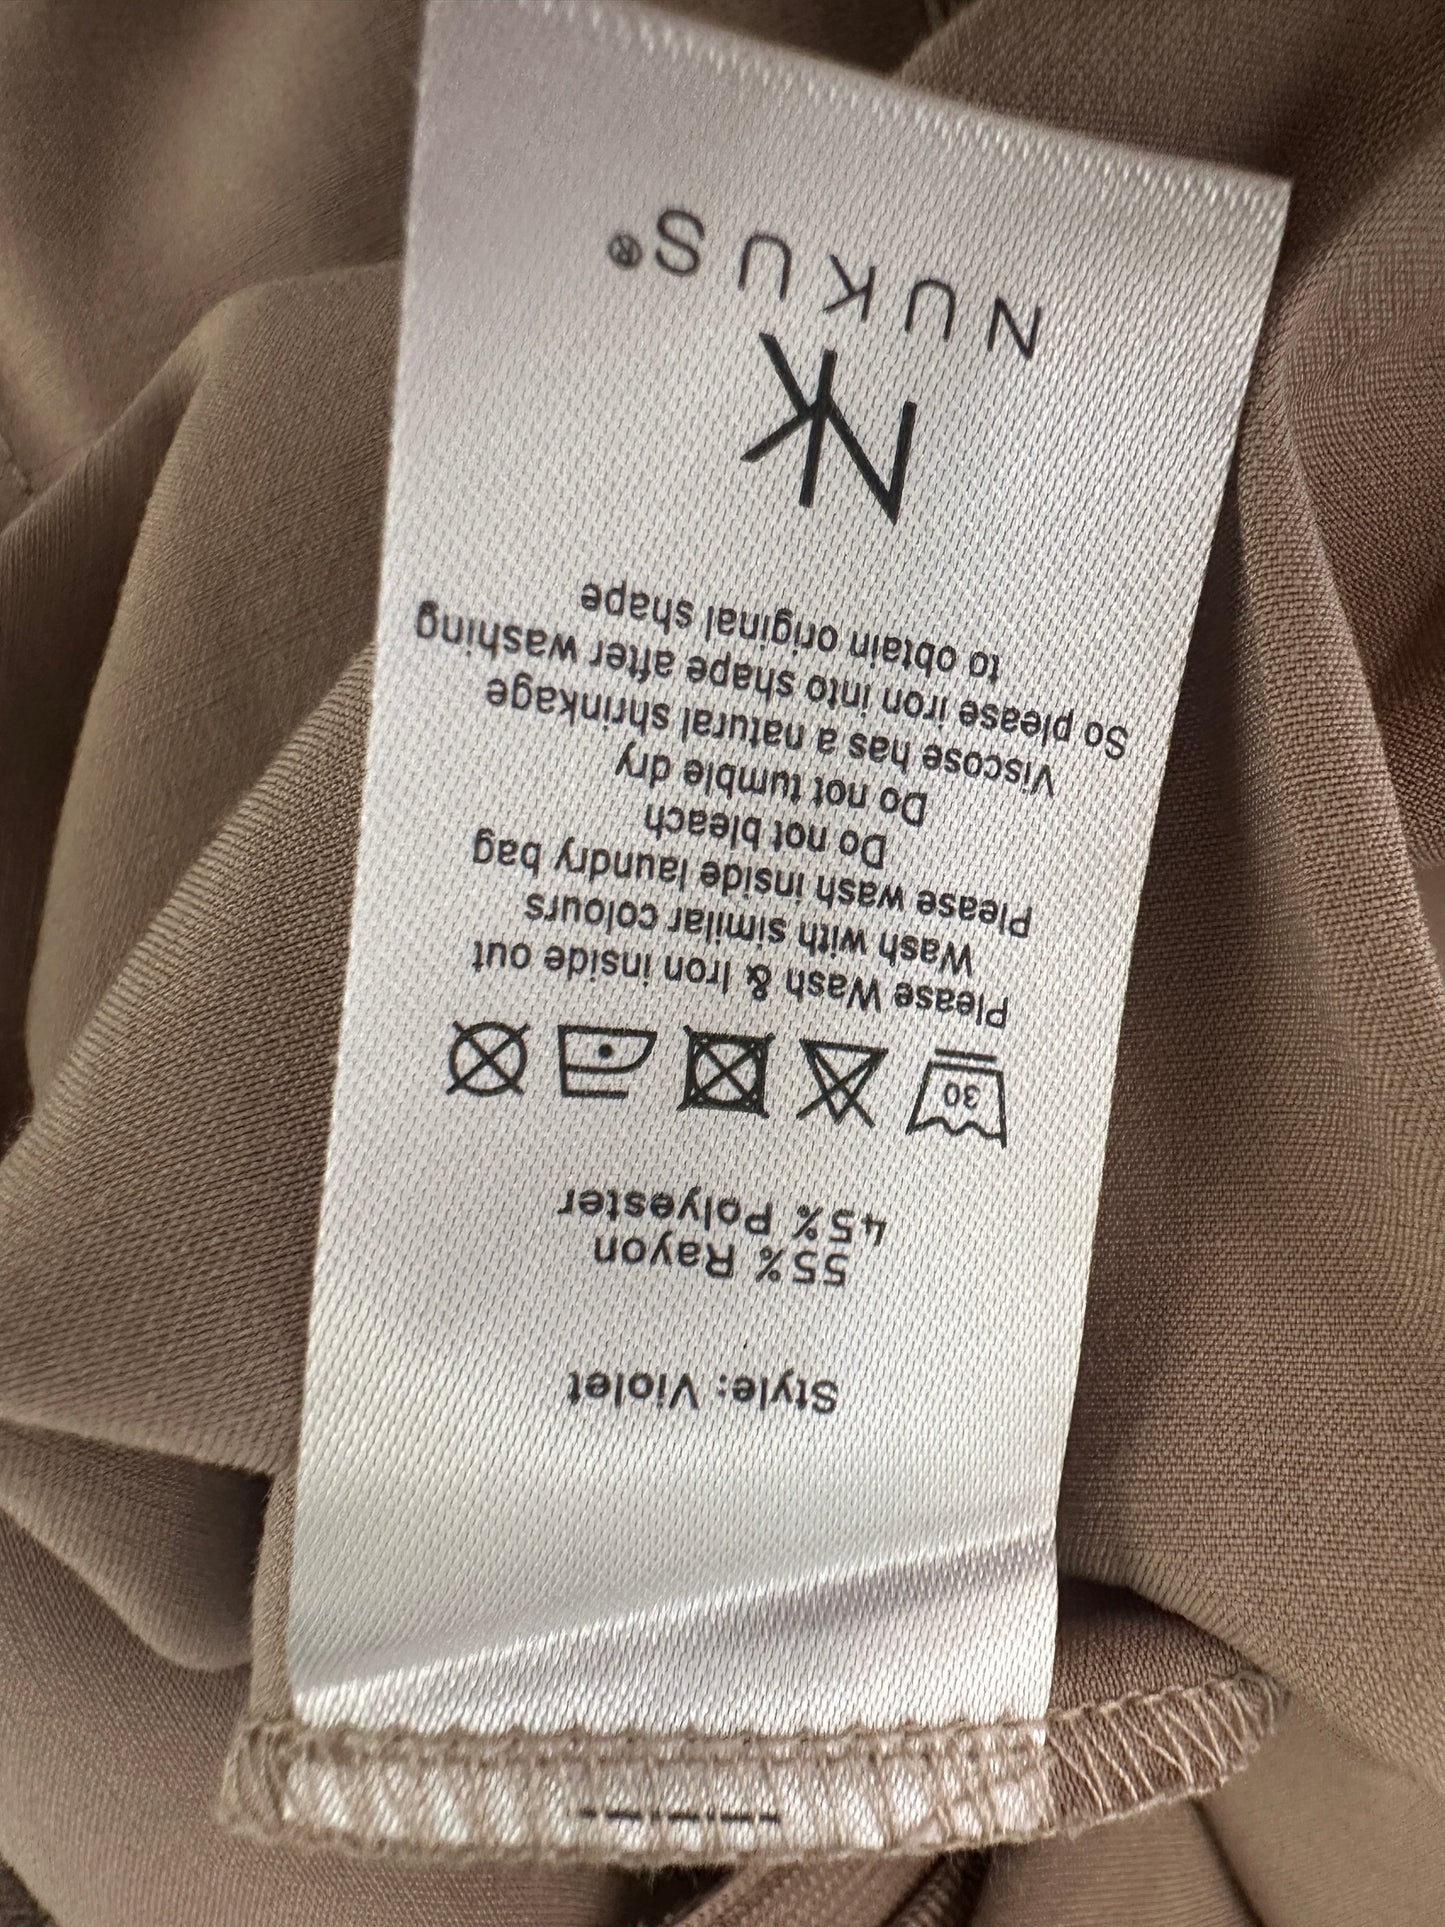 Style: Violet
55% Rayon
45% Polyester
30
Please Wash & Iron inside out
Wash with similar colours
Please wash inside laundry bag
Do not bleach
Do not tumble dry
Viscose has a natural shrinkage
So please iron into shape after washing
to obtain original shape
NK
NUKUS®